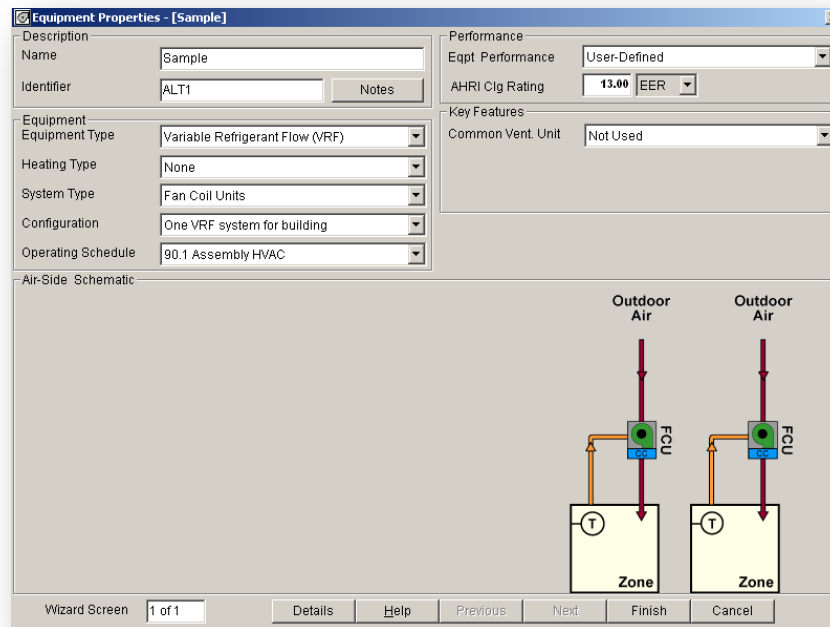 Equipment Properties - [Sample]
Description
Name Sample
Identifier ALT1 Notes
Performance
Eqpt Performance User-Defined
AHRI Clg Rating 13.00 EER
Key Features
Common Vent. Unit Not Used
Equipment
Equipment Type Variable Refrigerant Flow (VRF)
Heating Type None
System Type Fan Coil Units
Configuration One VRF system for building
Operating Schedule 90.1 Assembly HVAC
Air-Side Schematic
Outdoor Air
Outdoor Air
FCU
CC
FCU
CC
T
T
Zone
Zone
Wizard Screen 1 of 1 Details Help Previous Next Finish Cancel